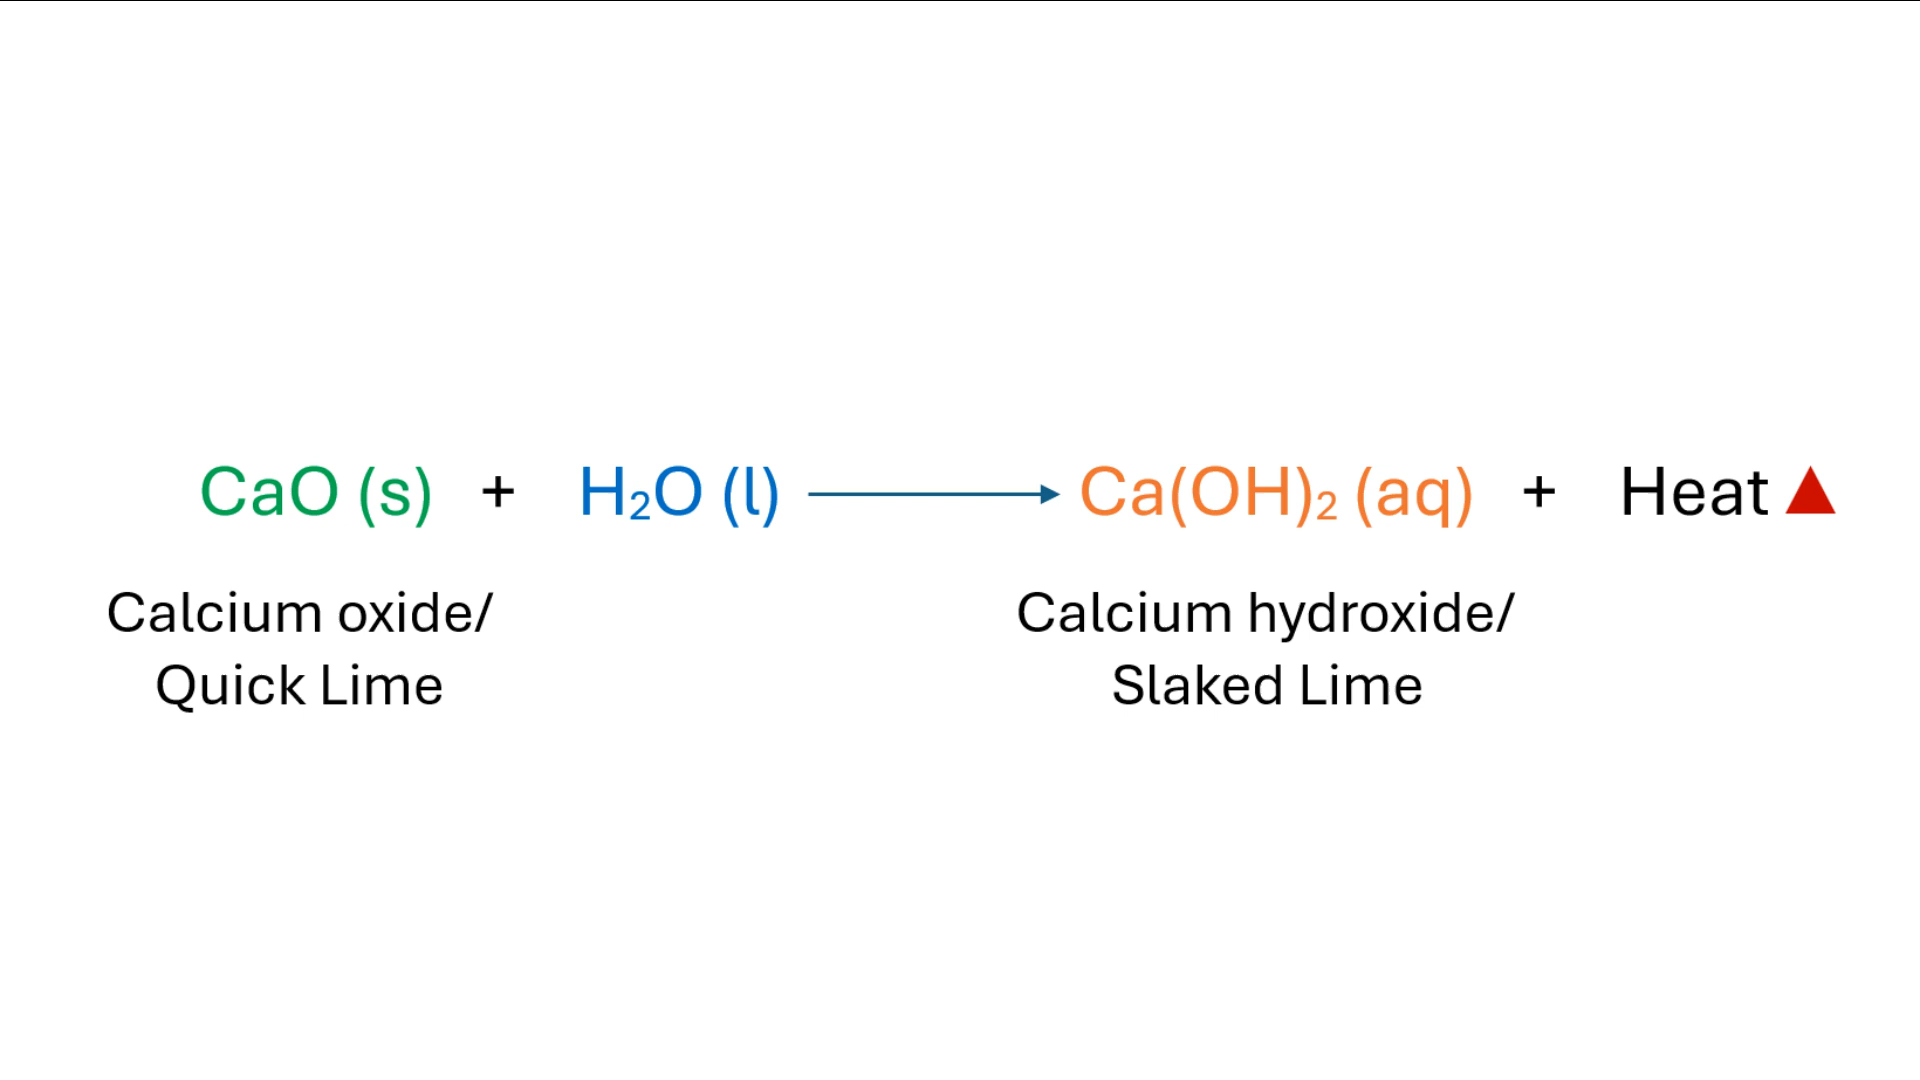 CaO (s) + H₂O (l) → Ca(OH)₂ (aq) + Heat ▲
Calcium oxide/
Quick Lime
Calcium hydroxide/
Slaked Lime